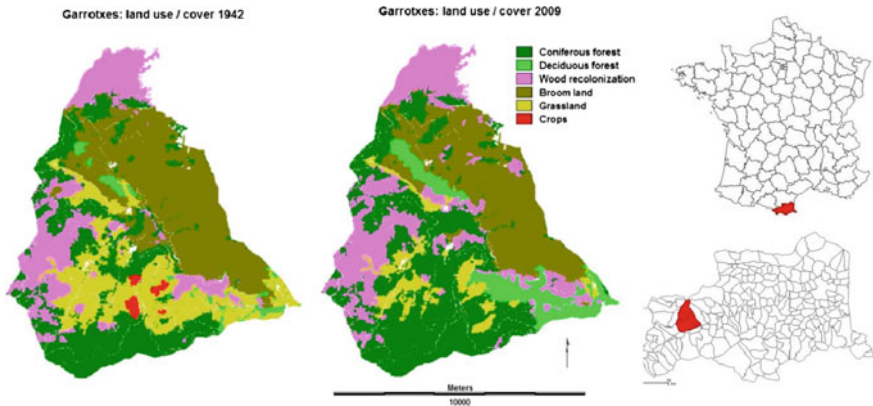 Garrotxes: land use / cover 1942
Garrotxes: land use / cover 2009
Coniferous forest
Deciduous forest
Wood recolonization
Broom land
Grassland
Crops
Meters
10000